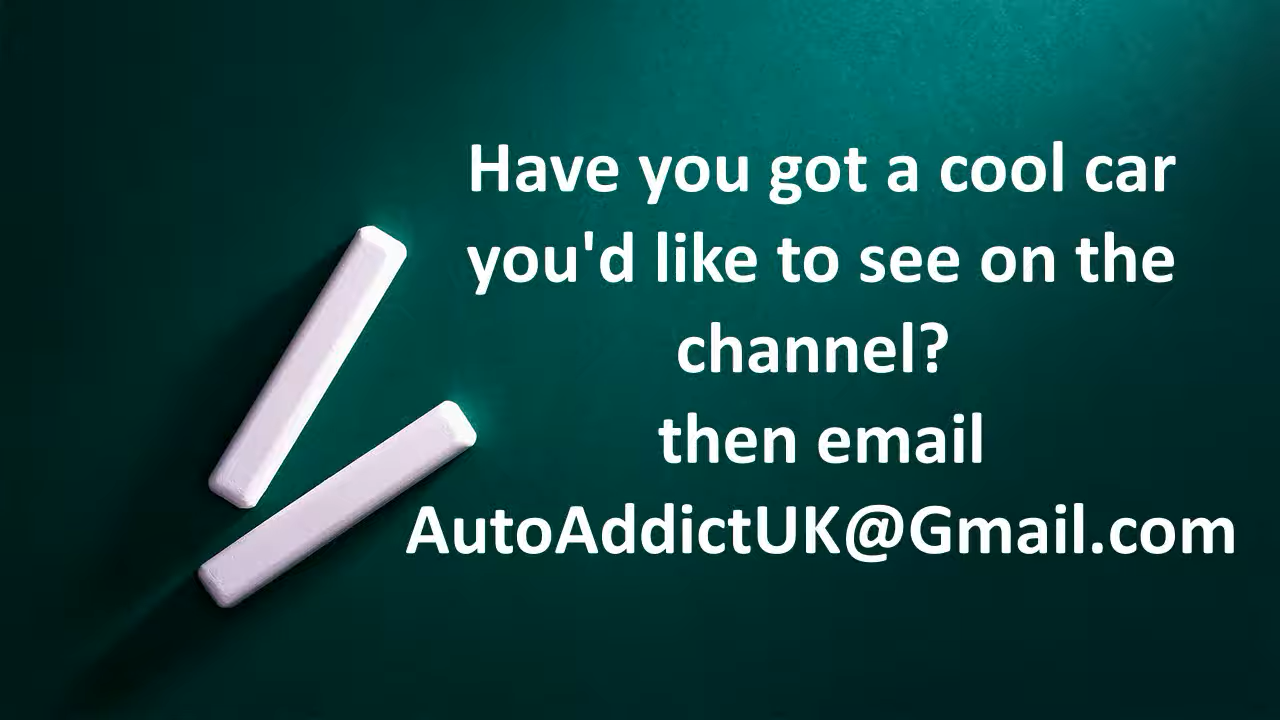 Have you got a cool car
you'd like to see on the
channel?
then email
AutoAddictUK@Gmail.com